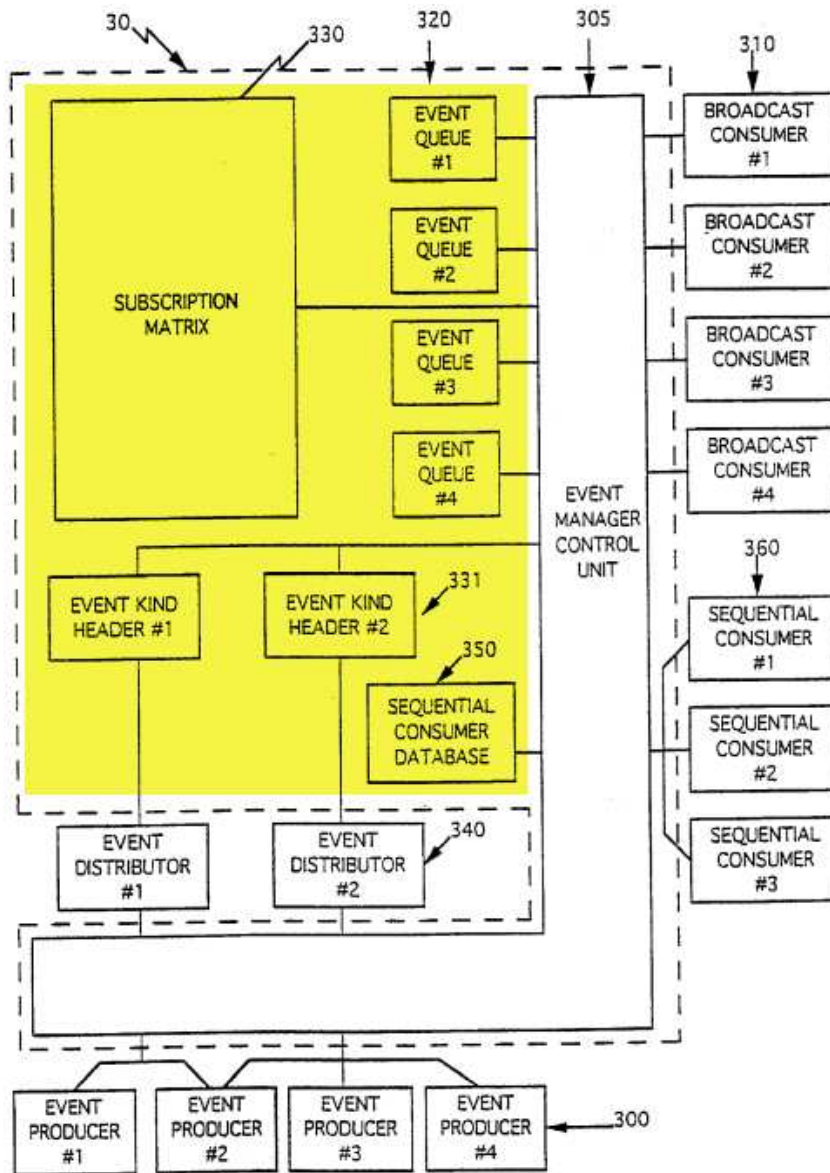 30
330
320
305
310
SUBSCRIPTION
MATRIX
EVENT
QUEUE
#1
EVENT
QUEUE
#2
EVENT
QUEUE
#3
EVENT
QUEUE
#4
EVENT
MANAGER
CONTROL
UNIT
BROADCAST
CONSUMER
#1
BROADCAST
CONSUMER
#2
BROADCAST
CONSUMER
#3
BROADCAST
CONSUMER
#4
EVENT KIND
HEADER #1
EVENT KIND
HEADER #2
331
350
SEQUENTIAL
CONSUMER
DATABASE
360
SEQUENTIAL
CONSUMER
#1
SEQUENTIAL
CONSUMER
#2
SEQUENTIAL
CONSUMER
#3
EVENT
DISTRIBUTOR
#1
EVENT
DISTRIBUTOR
#2
340
EVENT
PRODUCER
#1
EVENT
PRODUCER
#2
EVENT
PRODUCER
#3
EVENT
PRODUCER
#4
300